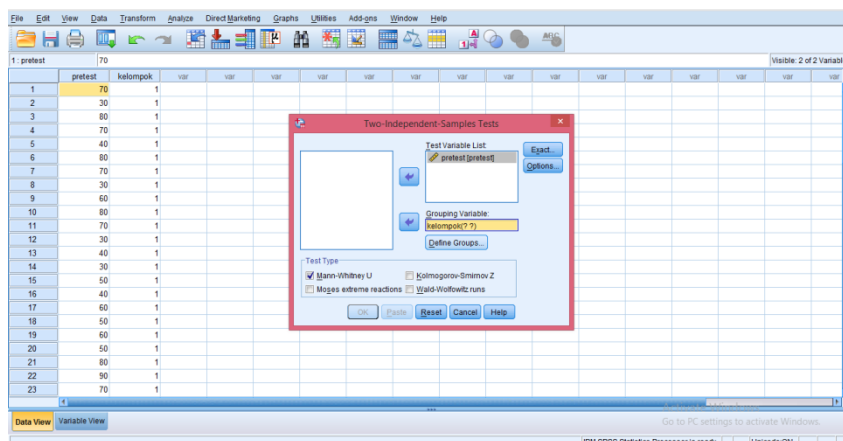 File Edit View Data Transform Analyze Direct Marketing Graphs Utilities Add-ons Window Help
1 : pretest 70 Visible: 2 of 2 Variabl
pretest kelompok var var var var var var var var var var var var var
1 70 1
2 30 1
3 80 1
4 70 1
5 40 1
6 80 1
7 70 1
8 30 1
9 60 1
10 80 1
11 70 1
12 30 1
13 40 1
14 30 1
15 50 1
16 40 1
17 60 1
18 50 1
19 60 1
20 50 1
21 80 1
22 90 1
23 70 1
Two-Independent-Samples Tests
Test Variable List:
pretest [pretest]
Exact...
Options...
Grouping Variable:
kelompok(? ?)
Define Groups...
Test Type
Mann-Whitney U Kolmogorov-Smirnov Z
Moses extreme reactions Wald-Wolfowitz runs
OK Paste Reset Cancel Help
Data View Variable View
Go to PC settings to activate Windows.